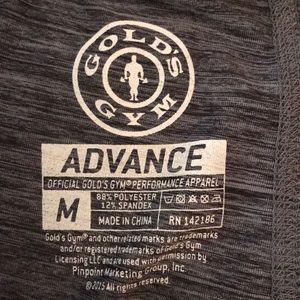 GOLD'S
GYM
ADVANCE
OFFICIAL GOLD'S GYM® PERFORMANCE APPAREL
M
88% POLYESTER
12% SPANDEX
MADE IN CHINA
RN 142186
Gold's Gym® and other related marks are trademarks
and/or registered trademarks of Gold's Gym
Licensing LLC and are used with permission by
Pinpoint Marketing Group, Inc.
©2015 All rights reserved